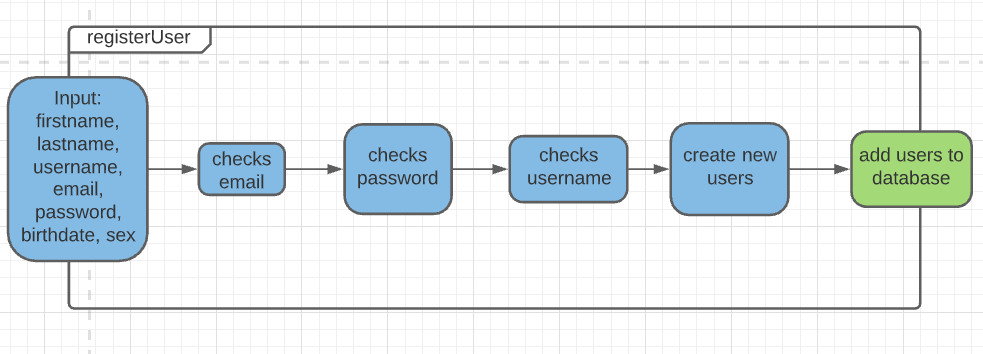 registerUser
Input:
firstname,
lastname,
username,
email,
password,
birthdate, sex
checks
email
checks
password
checks
username
create new
users
add users to
database